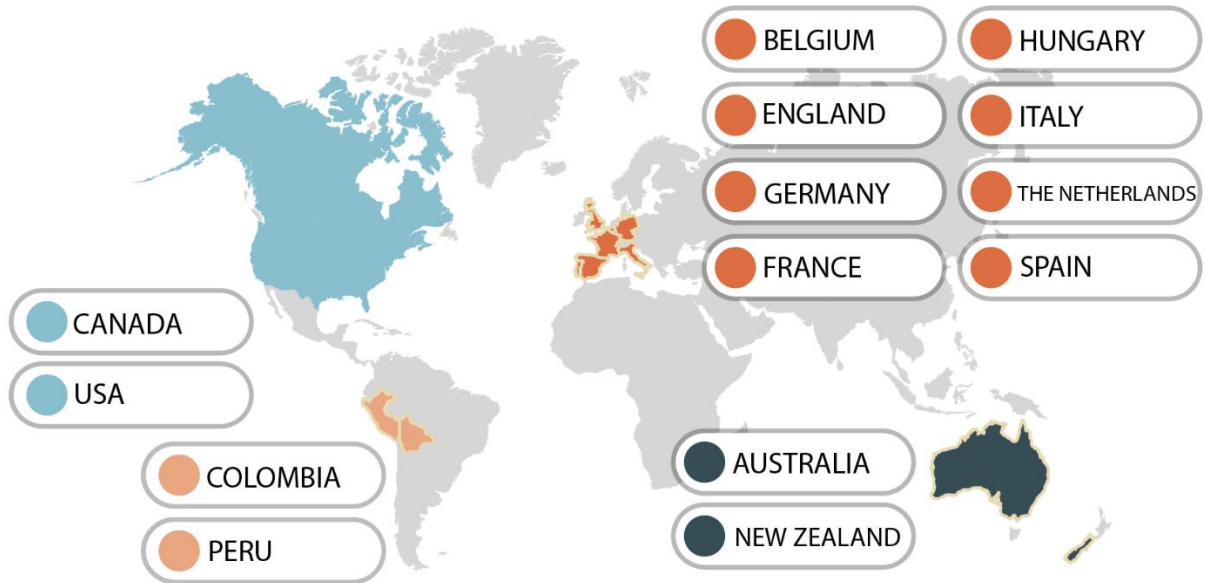 BELGIUM
HUNGARY
ENGLAND
ITALY
GERMANY
THE NETHERLANDS
FRANCE
SPAIN
CANADA
USA
COLOMBIA
PERU
AUSTRALIA
NEW ZEALAND